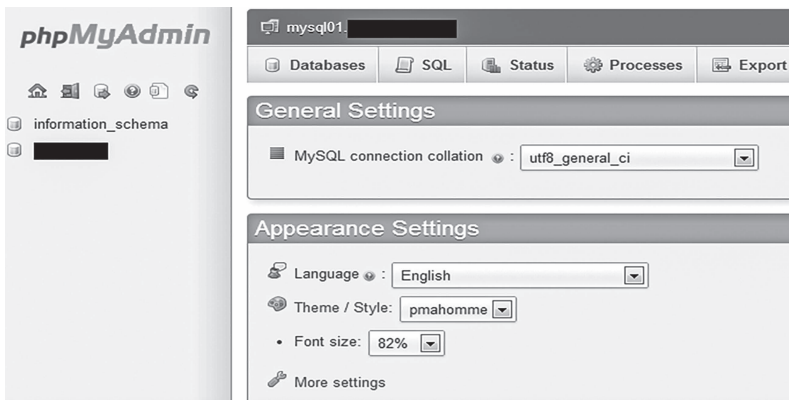 phpMyAdmin
information_schema
mysql01.
Databases
SQL
Status
Processes
Export
General Settings
MySQL connection collation : utf8_general_ci
Appearance Settings
Language : English
Theme / Style: pmahomme
• Font size: 82%
More settings